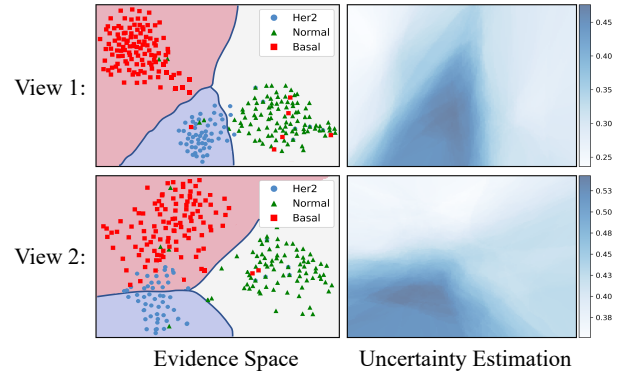 View 1:
Her2
Normal
Basal
0.45
0.40
0.35
0.30
0.25
View 2:
Her2
Normal
Basal
0.53
0.50
0.48
0.45
0.43
0.40
0.38
Evidence Space
Uncertainty Estimation